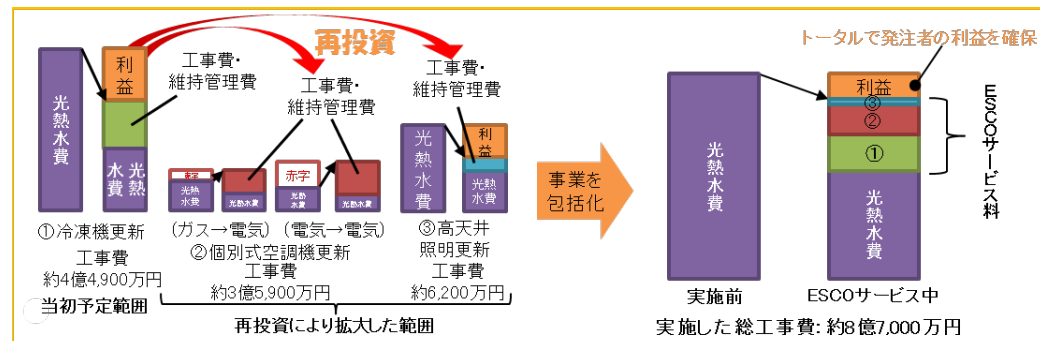 再投資
光熱水費
利益
光熱
水費
工事費・
維持管理費
①冷凍機更新
工事費
約4億4,900万円
当初予定範囲
工事費・
維持管理費
赤字
光熱
水費
光熱水費
赤字
光熱
水費
光熱水費
(ガス→電気)
(電気→電気)
②個別式空調機更新
工事費
約3億5,900万円
工事費・
維持管理費
光熱水費
利益
光熱
水費
③高天井
照明更新
工事費
約6,200万円
再投資により拡大した範囲
事業を
包括化
トータルで発注者の利益を確保
光熱水費
実施前
利益
③
②
①
光熱水費
ESCOサービス料
ESCOサービス中
実施した総工事費:約8億7,000万円